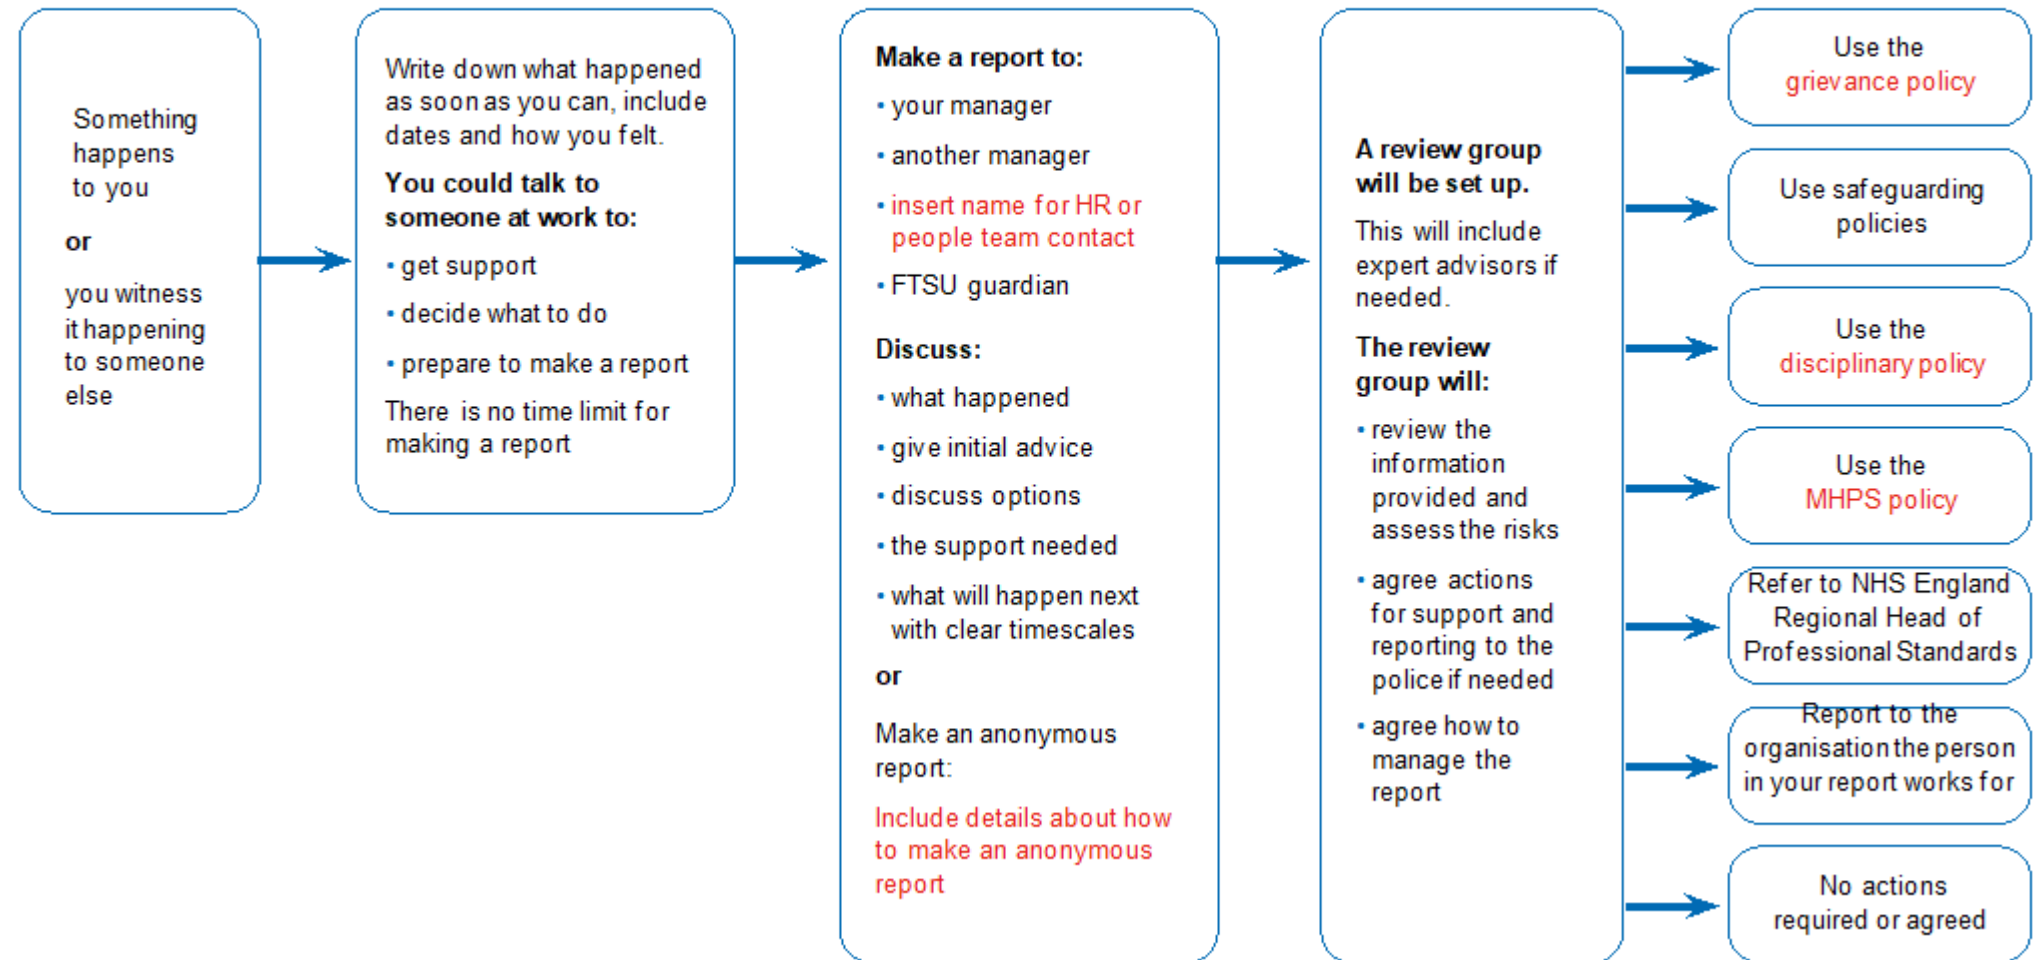 Something
happens
to you
or
you witness
it happening
to someone
else
Write down what happened
as soon as you can, include
dates and how you felt.
You could talk to
someone at work to:
• get support
• decide what to do
• prepare to make a report
There is no time limit for
making a report
Make a report to:
• your manager
• another manager
• insert name for HR or
people team contact
• FTSU guardian
Discuss:
• what happened
• give initial advice
• discuss options
• the support needed
• what will happen next
with clear timescales
or
Make an anonymous
report:
Include details about how
to make an anonymous
report
A review group
will be set up.
This will include
expert advisors if
needed.
The review
group will:
• review the
information
provided and
assess the risks
• agree actions
for support and
reporting to the
police if needed
• agree how to
manage the
report
Use the
grievance policy
Use safeguarding
policies
Use the
disciplinary policy
Use the
MHPS policy
Refer to NHS England
Regional Head of
Professional Standards
Report to the
organisation the person
in your report works for
No actions
required or agreed